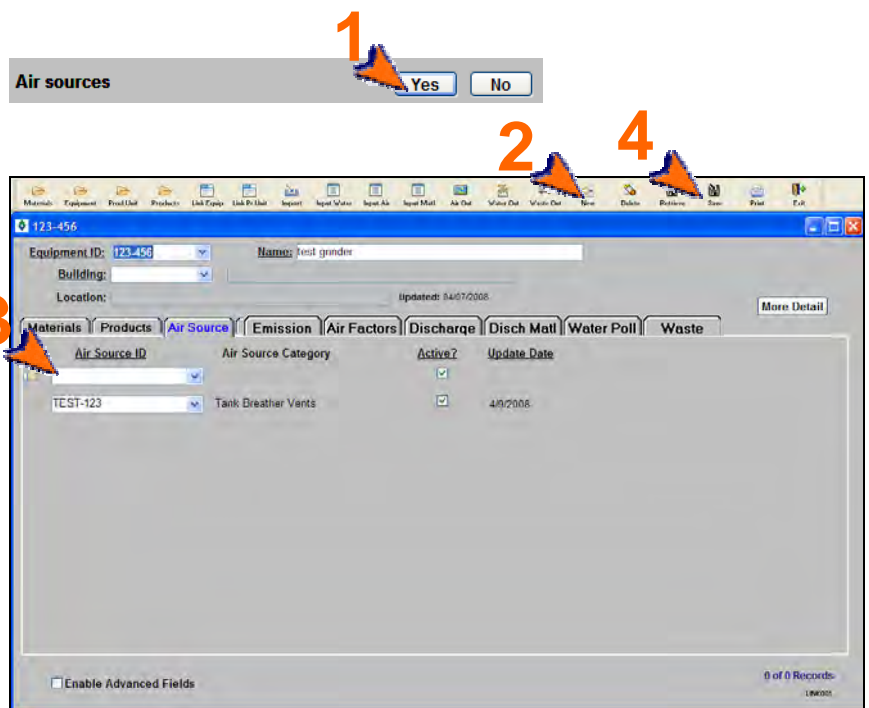 1
Air sources Yes No
2 4
Materials Equipment Prod Unit Products Link Equip Link Pr Unit Import Input Water Input Air Input Matl Air Out Water Out Waste Out New Delete Retrieve Save Print Exit
123-456
Equipment ID: 123-456 Name: test grinder
Building:
Location: Updated: 04/07/2008
More Detail
3
Materials Products Air Source Emission Air Factors Discharge Disch Matl Water Poll Waste
Air Source ID Air Source Category Active? Update Date
TEST-123 Tank Breather Vents 4/9/2008
Enable Advanced Fields 0 of 0 Records